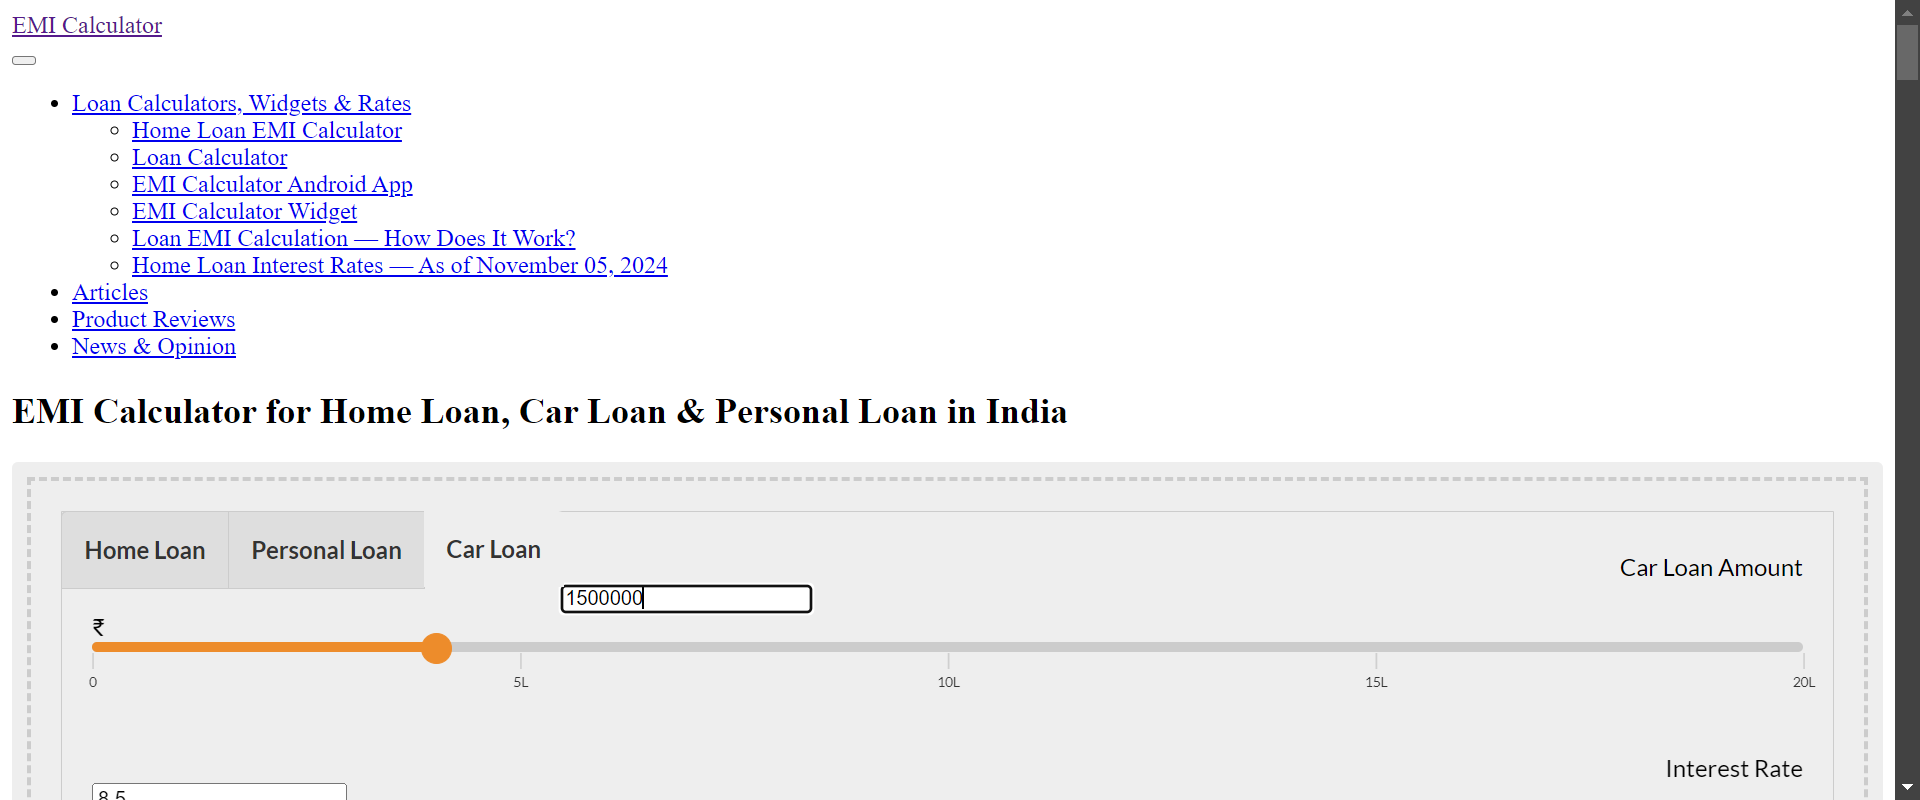 EMI Calculator
Loan Calculators, Widgets & Rates
Home Loan EMI Calculator
Loan Calculator
EMI Calculator Android App
EMI Calculator Widget
Loan EMI Calculation — How Does It Work?
Home Loan Interest Rates — As of November 05, 2024
Articles
Product Reviews
News & Opinion
EMI Calculator for Home Loan, Car Loan & Personal Loan in India
Home Loan Personal Loan Car Loan
Car Loan Amount
1500000
₹
0 5L 10L 15L 20L
Interest Rate
8.5